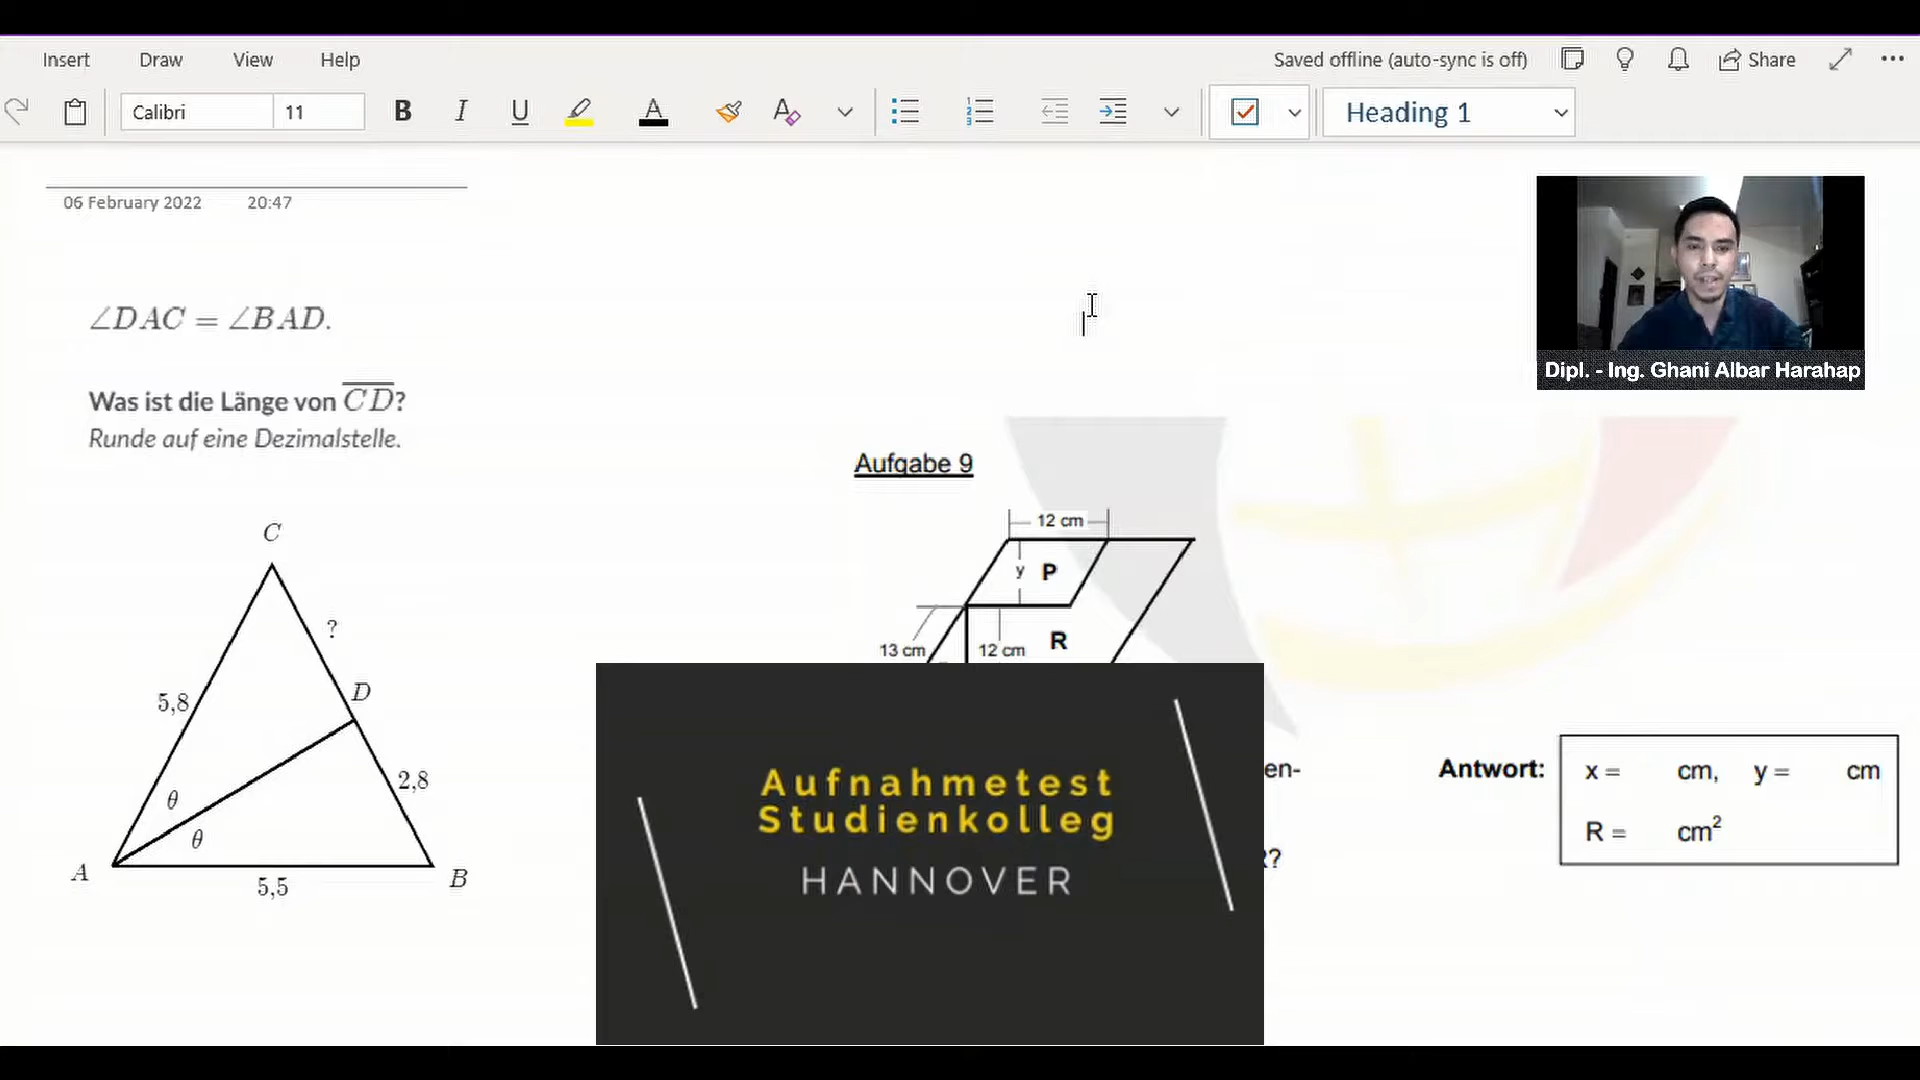 Insert Draw View Help Saved offline (auto-sync is off) Share
Calibri 11 B I U A A Heading 1
06 February 2022 20:47
∠DAC = ∠BAD.
Was ist die Länge von CD?
Runde auf eine Dezimalstelle.
C
?
D
5,8
2,8
θ
θ
A
B
5,5
Aufgabe 9
12 cm
y P
13 cm 12 cm R
en-
R?
Antwort: x = cm, y = cm
R = cm²
Aufnahmetest
Studienkolleg
HANNOVER
Dipl. - Ing. Ghani Albar Harahap